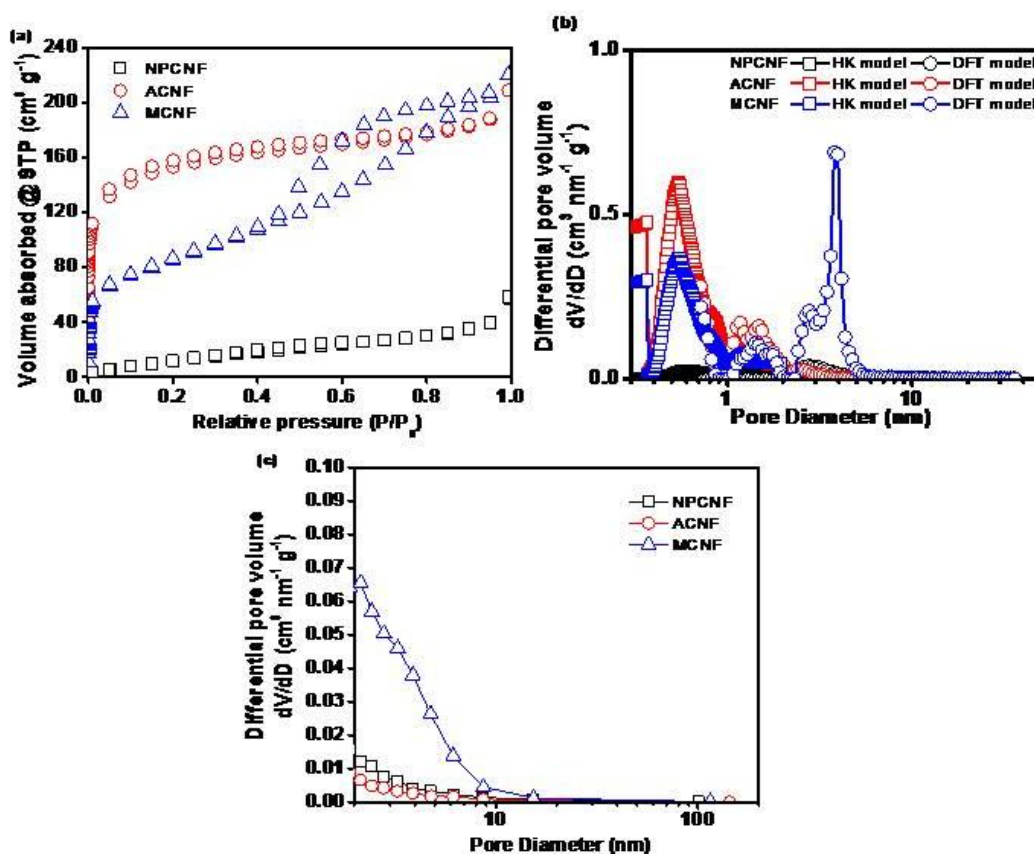 (a)
240
200
160
120
80
40
0
0.0 0.2 0.4 0.6 0.8 1.0
Volume absorbed @ STP (cm³ g⁻¹)
Relative pressure (P/P₀)
NPCNF
ACNF
MCNF
(b)
1.0
0.5
0.0
1 10
Differential pore volume
dV/dD (cm³ nm⁻¹ g⁻¹)
Pore Diameter (nm)
NPCNF HK model DFT model
ACNF HK model DFT model
MCNF HK model DFT model
(c)
0.10
0.09
0.08
0.07
0.06
0.05
0.04
0.03
0.02
0.01
0.00
10 100
Differential pore volume
dV/dD (cm³ nm⁻¹ g⁻¹)
Pore Diameter (nm)
NPCNF
ACNF
MCNF